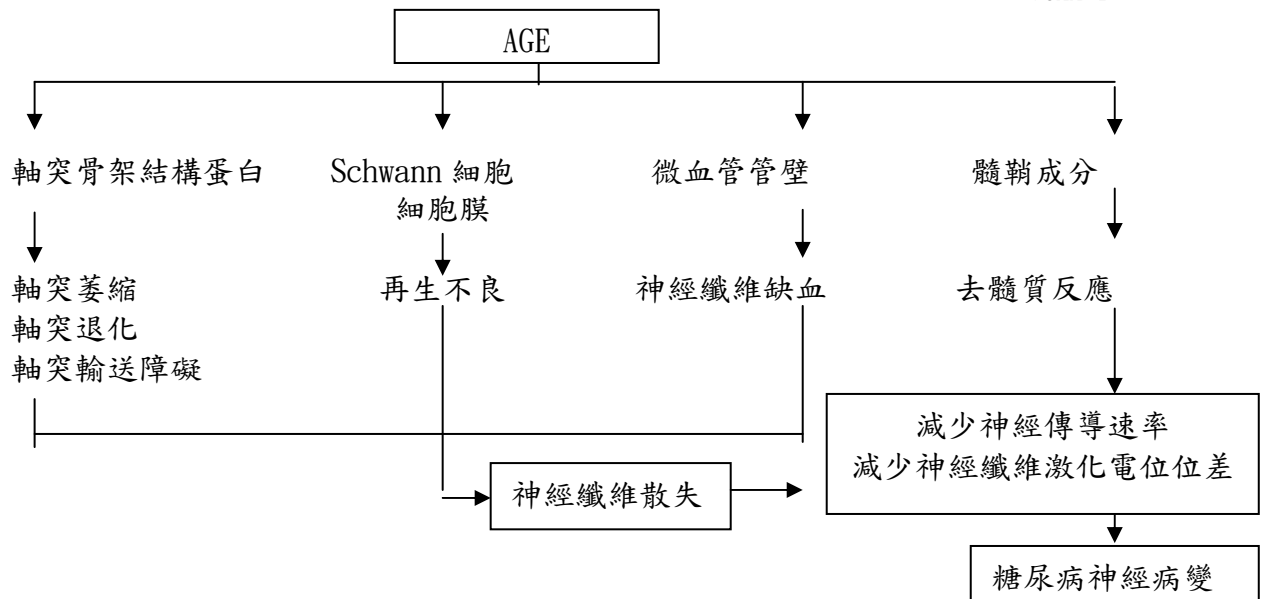 AGE
軸突骨架結構蛋白
Schwann 細胞
細胞膜
微血管管壁
髓鞘成分
軸突萎縮
軸突退化
軸突輸送障礙
再生不良
神經纖維缺血
去髓質反應
減少神經傳導速率
減少神經纖維激化電位位差
神經纖維散失
糖尿病神經病變